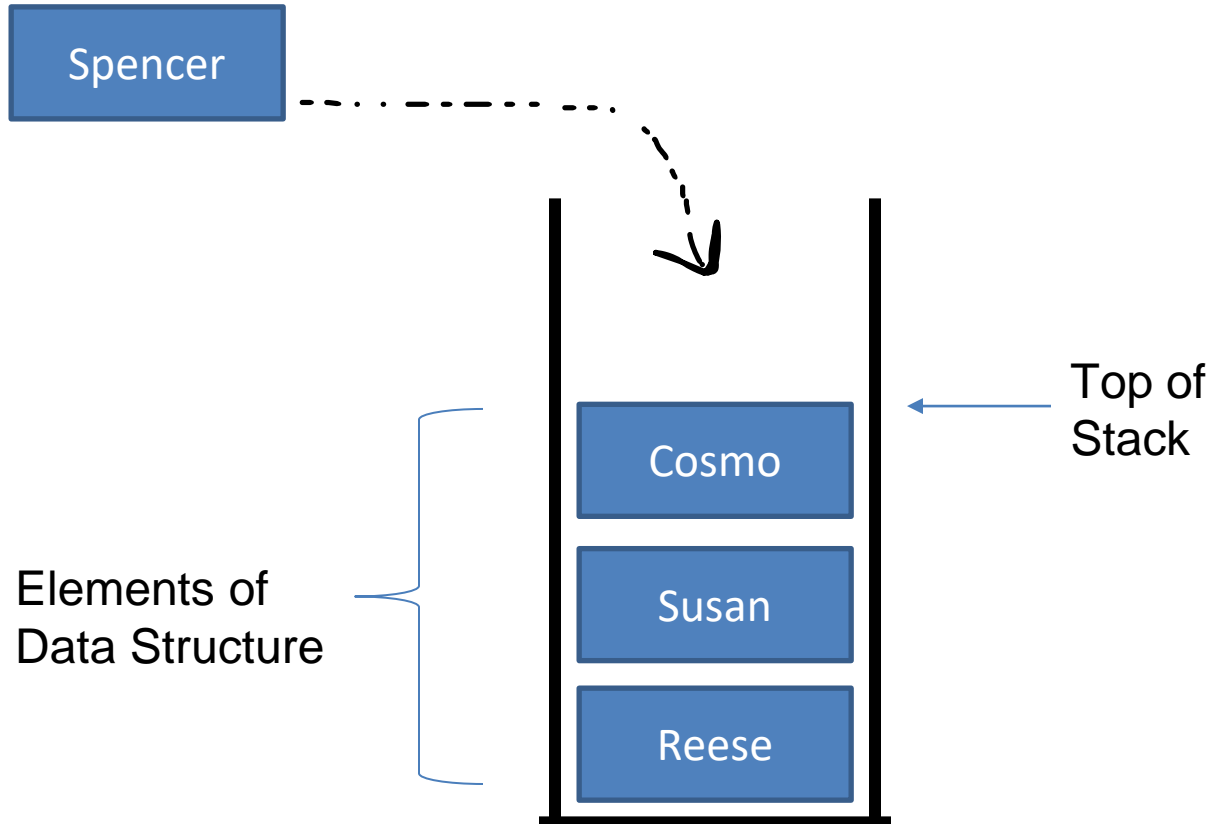 Spencer
Top of
Stack
Cosmo
Elements of
Data Structure
Susan
Reese